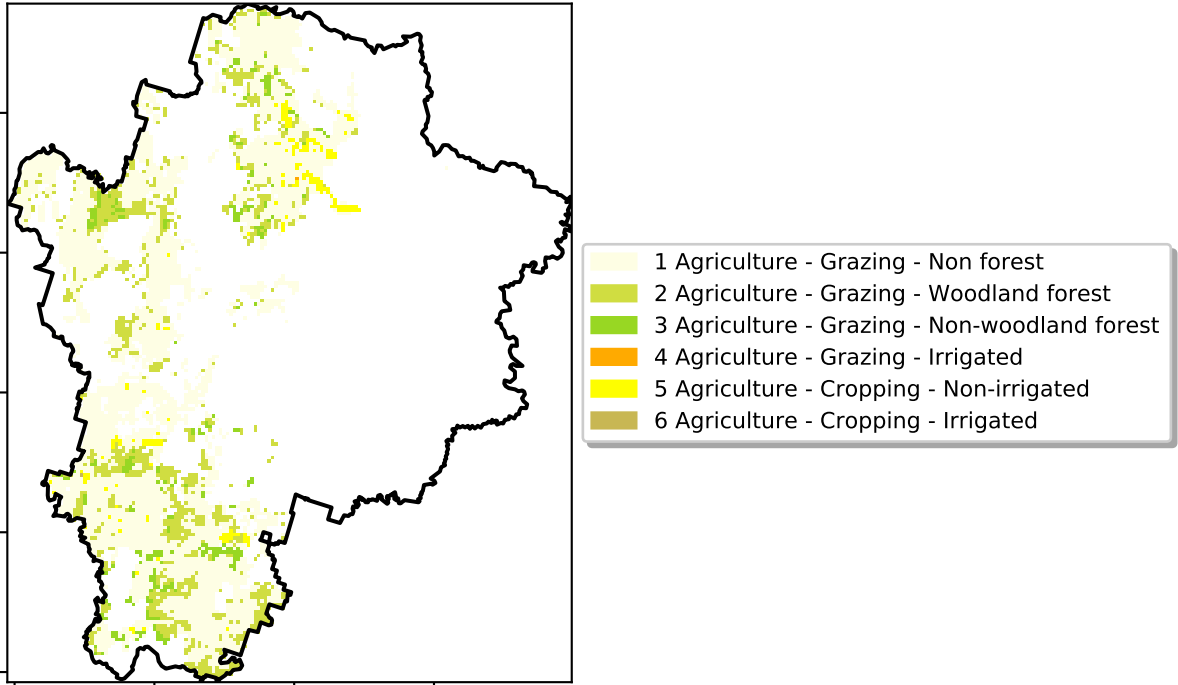 1 Agriculture - Grazing - Non forest
2 Agriculture - Grazing - Woodland forest
3 Agriculture - Grazing - Non-woodland forest
4 Agriculture - Grazing - Irrigated
5 Agriculture - Cropping - Non-irrigated
6 Agriculture - Cropping - Irrigated